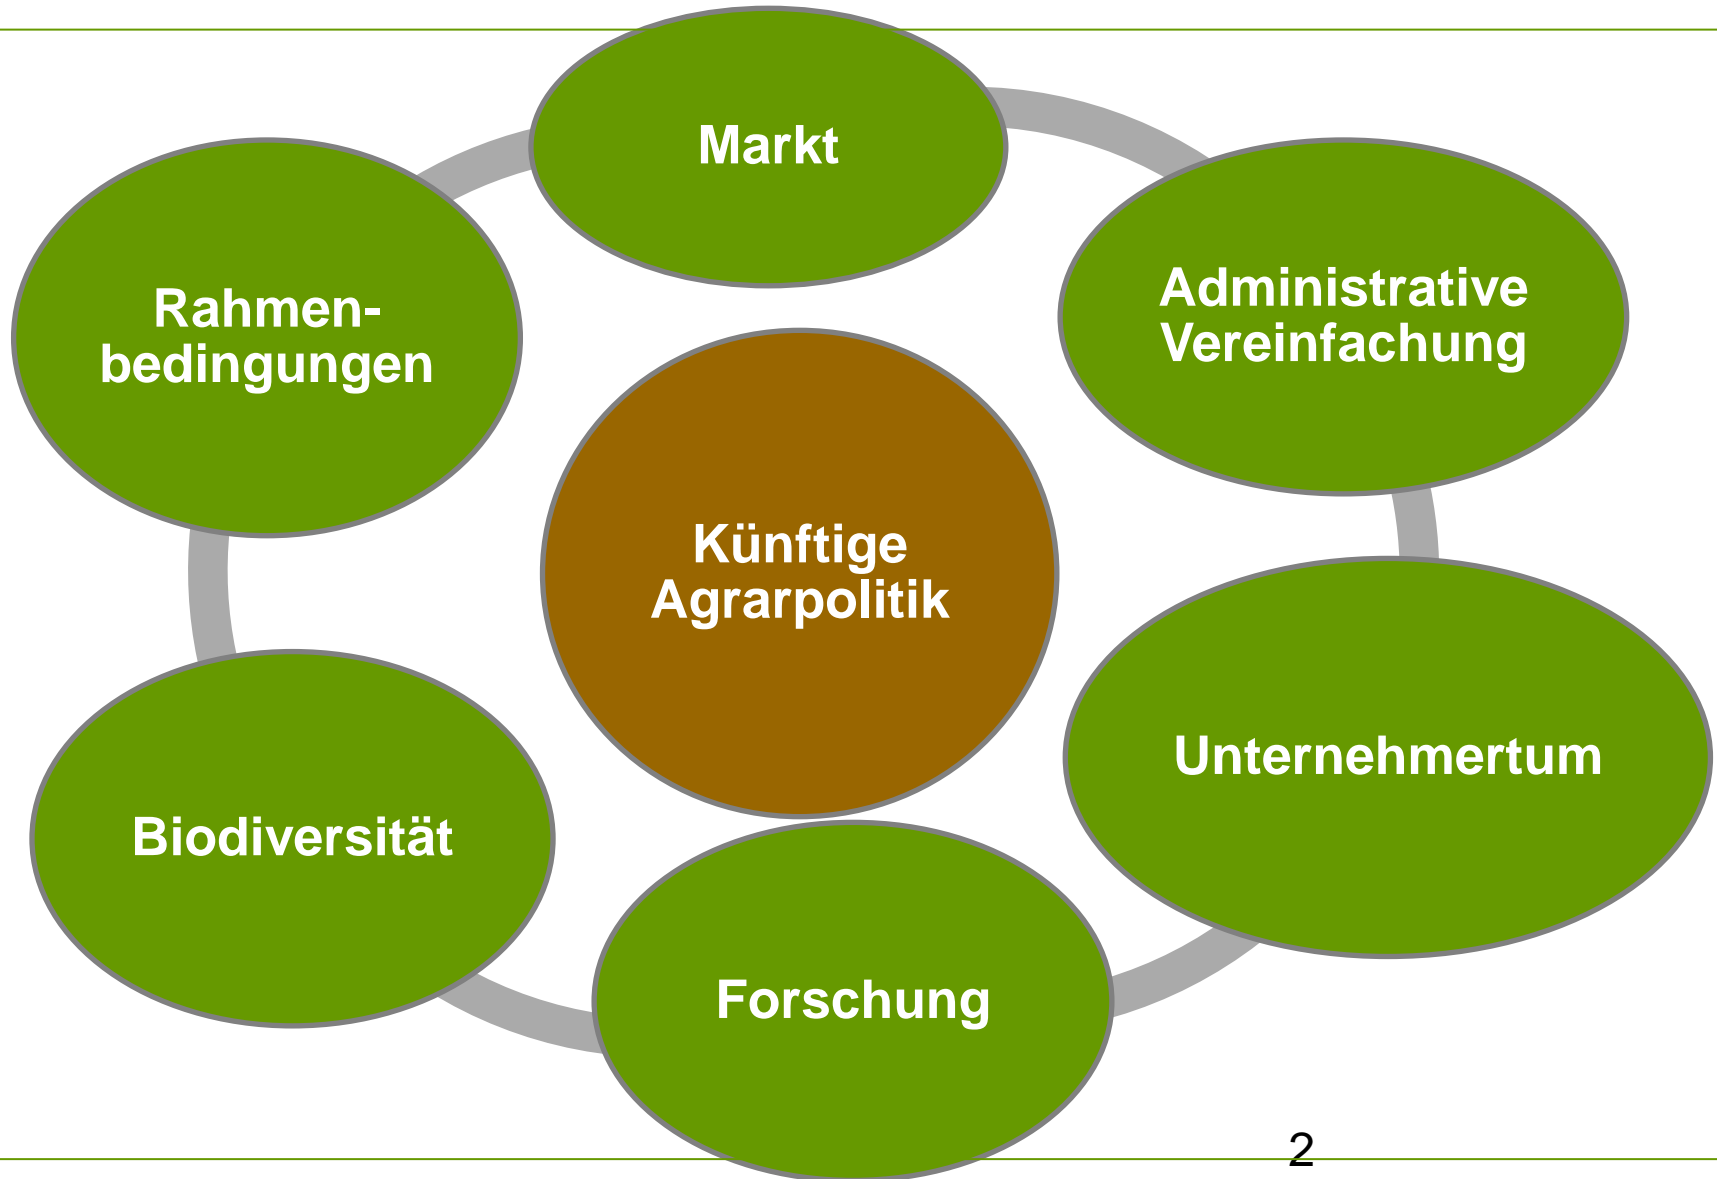 Markt
Administrative
Vereinfachung
Rahmen-
bedingungen
Künftige
Agrarpolitik
Unternehmertum
Biodiversität
Forschung
2